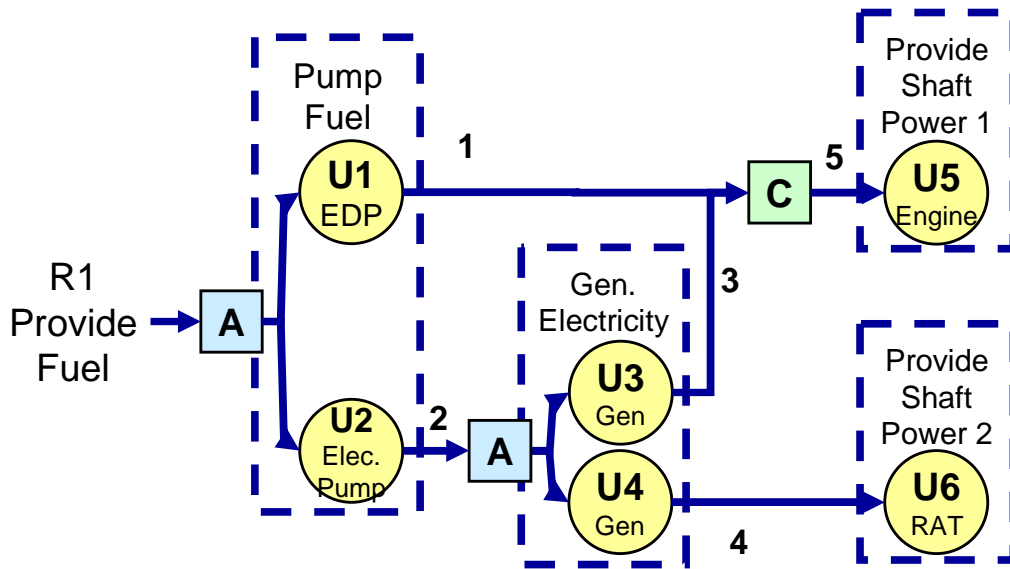 R1
Provide
Fuel
A
Pump
Fuel
U1
EDP
1
U2
Elec.
Pump
2
A
Gen.
Electricity
U3
Gen
3
U4
Gen
4
C
5
Provide
Shaft
Power 1
U5
Engine
Provide
Shaft
Power 2
U6
RAT